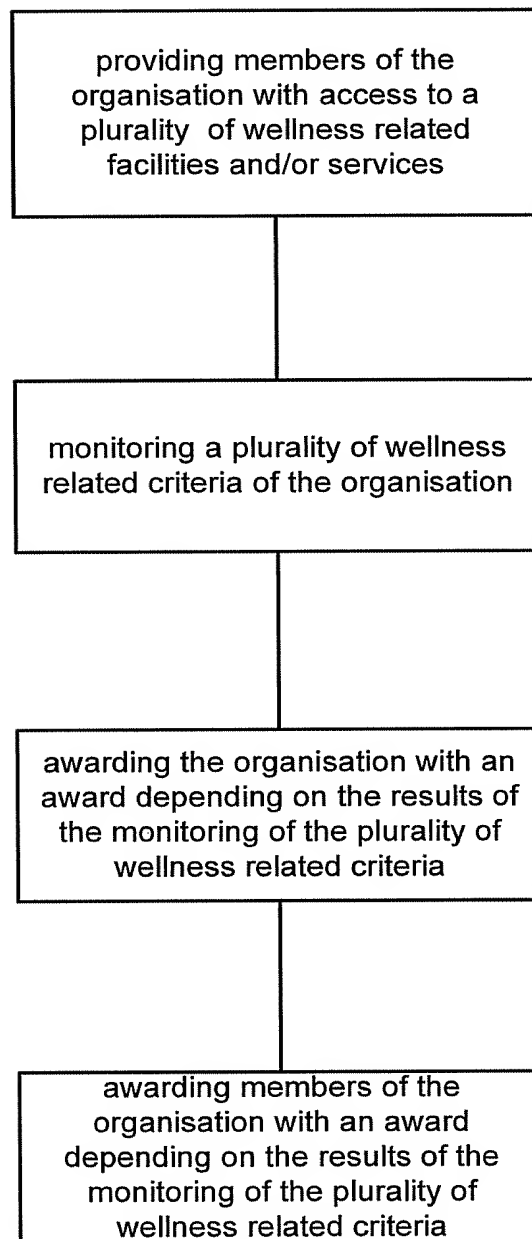 providing members of the
organisation with access to a
plurality of wellness related
facilities and/or services
monitoring a plurality of wellness
related criteria of the organisation
awarding the organisation with an
award depending on the results of
the monitoring of the plurality of
wellness related criteria
awarding members of the
organisation with an award
depending on the results of the
monitoring of the plurality of
wellness related criteria